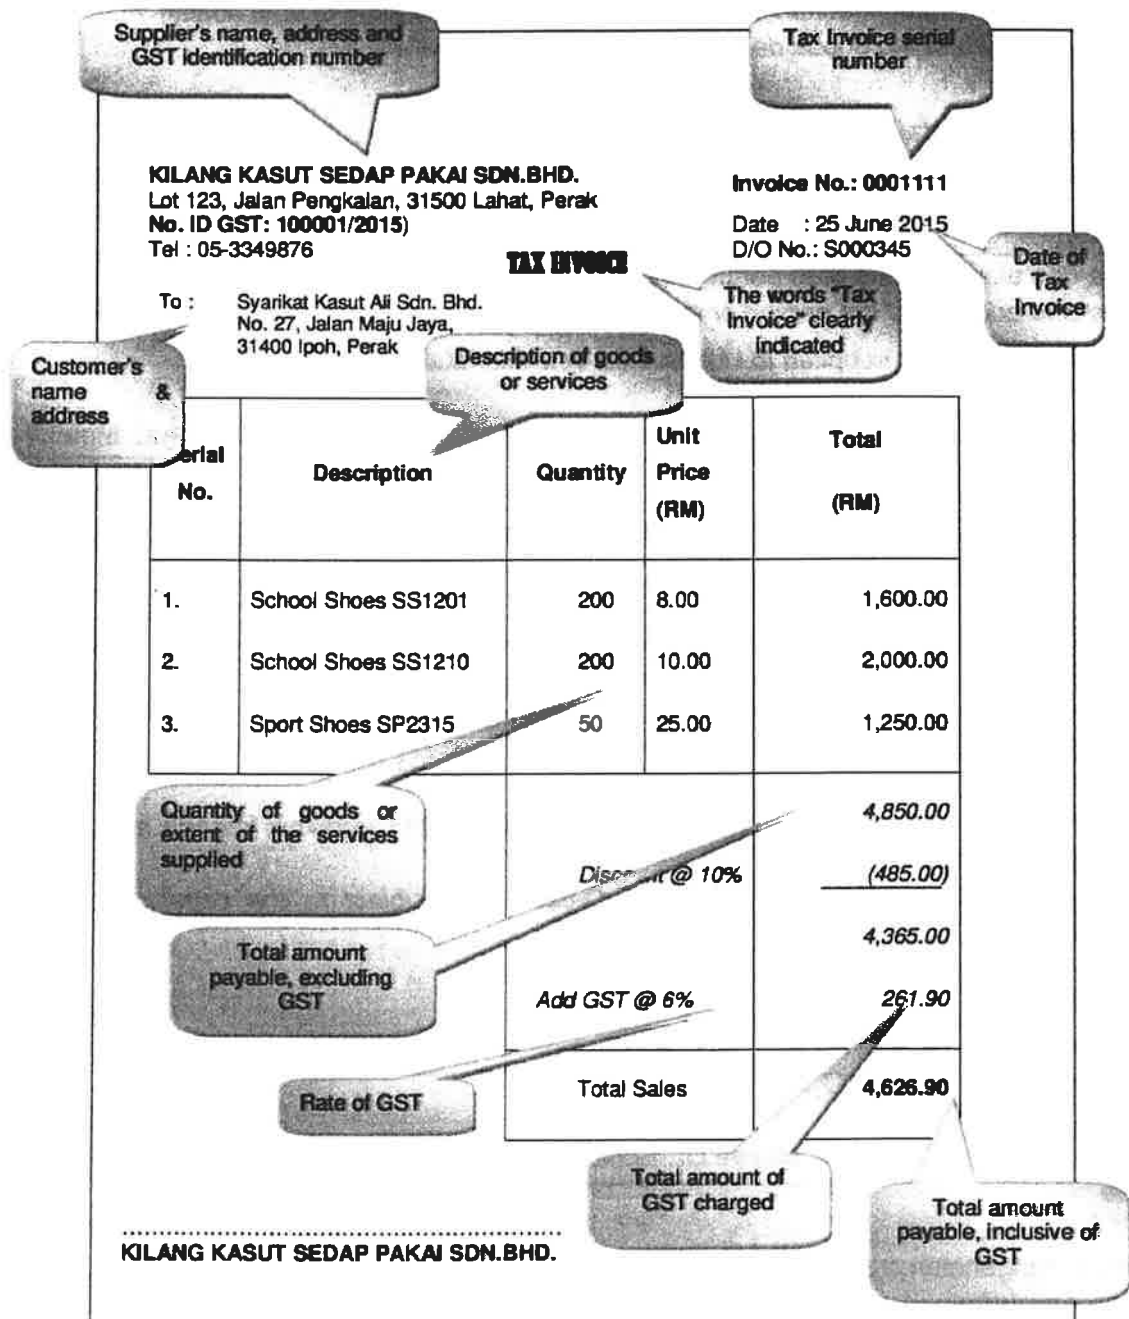 Supplier's name, address and
GST identification number
Tax Invoice serial
number
KILANG KASUT SEDAP PAKAI SDN.BHD.
Lot 123, Jalan Pengkalan, 31500 Lahat, Perak
No. ID GST: 100001/2015)
Tel : 05-3349876
Invoice No.: 0001111
Date : 25 June 2015
D/O No.: S000345
TAX INVOICE
Date of
Tax
Invoice
To : Syarikat Kasut Ali Sdn. Bhd.
No. 27, Jalan Maju Jaya,
31400 Ipoh, Perak
The words "Tax
Invoice" clearly
indicated
Customer's
name &
address
Description of goods
or services
erial
No.
Description
Quantity
Unit
Price
(RM)
Total
(RM)
1. School Shoes SS1201 200 8.00 1,600.00
2. School Shoes SS1210 200 10.00 2,000.00
3. Sport Shoes SP2315 50 25.00 1,250.00
4,850.00
Quantity of goods or
extent of the services
supplied
@ 10% (485.00)
4,365.00
Total amount
payable, excluding
GST
Add GST @ 6% 261.90
Rate of GST
Total Sales 4,626.90
Total amount of
GST charged
Total amount
payable, inclusive of
GST
KILANG KASUT SEDAP PAKAI SDN.BHD.